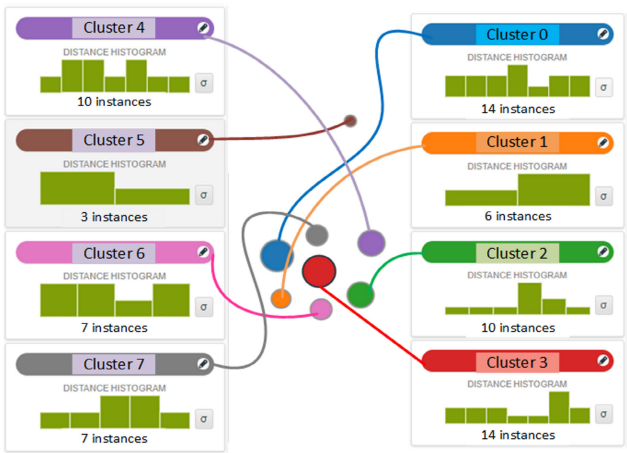 Cluster 4
DISTANCE HISTOGRAM
σ
10 instances
Cluster 5
DISTANCE HISTOGRAM
σ
3 instances
Cluster 6
DISTANCE HISTOGRAM
σ
7 instances
Cluster 7
DISTANCE HISTOGRAM
σ
7 instances
Cluster 0
DISTANCE HISTOGRAM
σ
14 instances
Cluster 1
DISTANCE HISTOGRAM
σ
6 instances
Cluster 2
DISTANCE HISTOGRAM
σ
10 instances
Cluster 3
DISTANCE HISTOGRAM
σ
14 instances